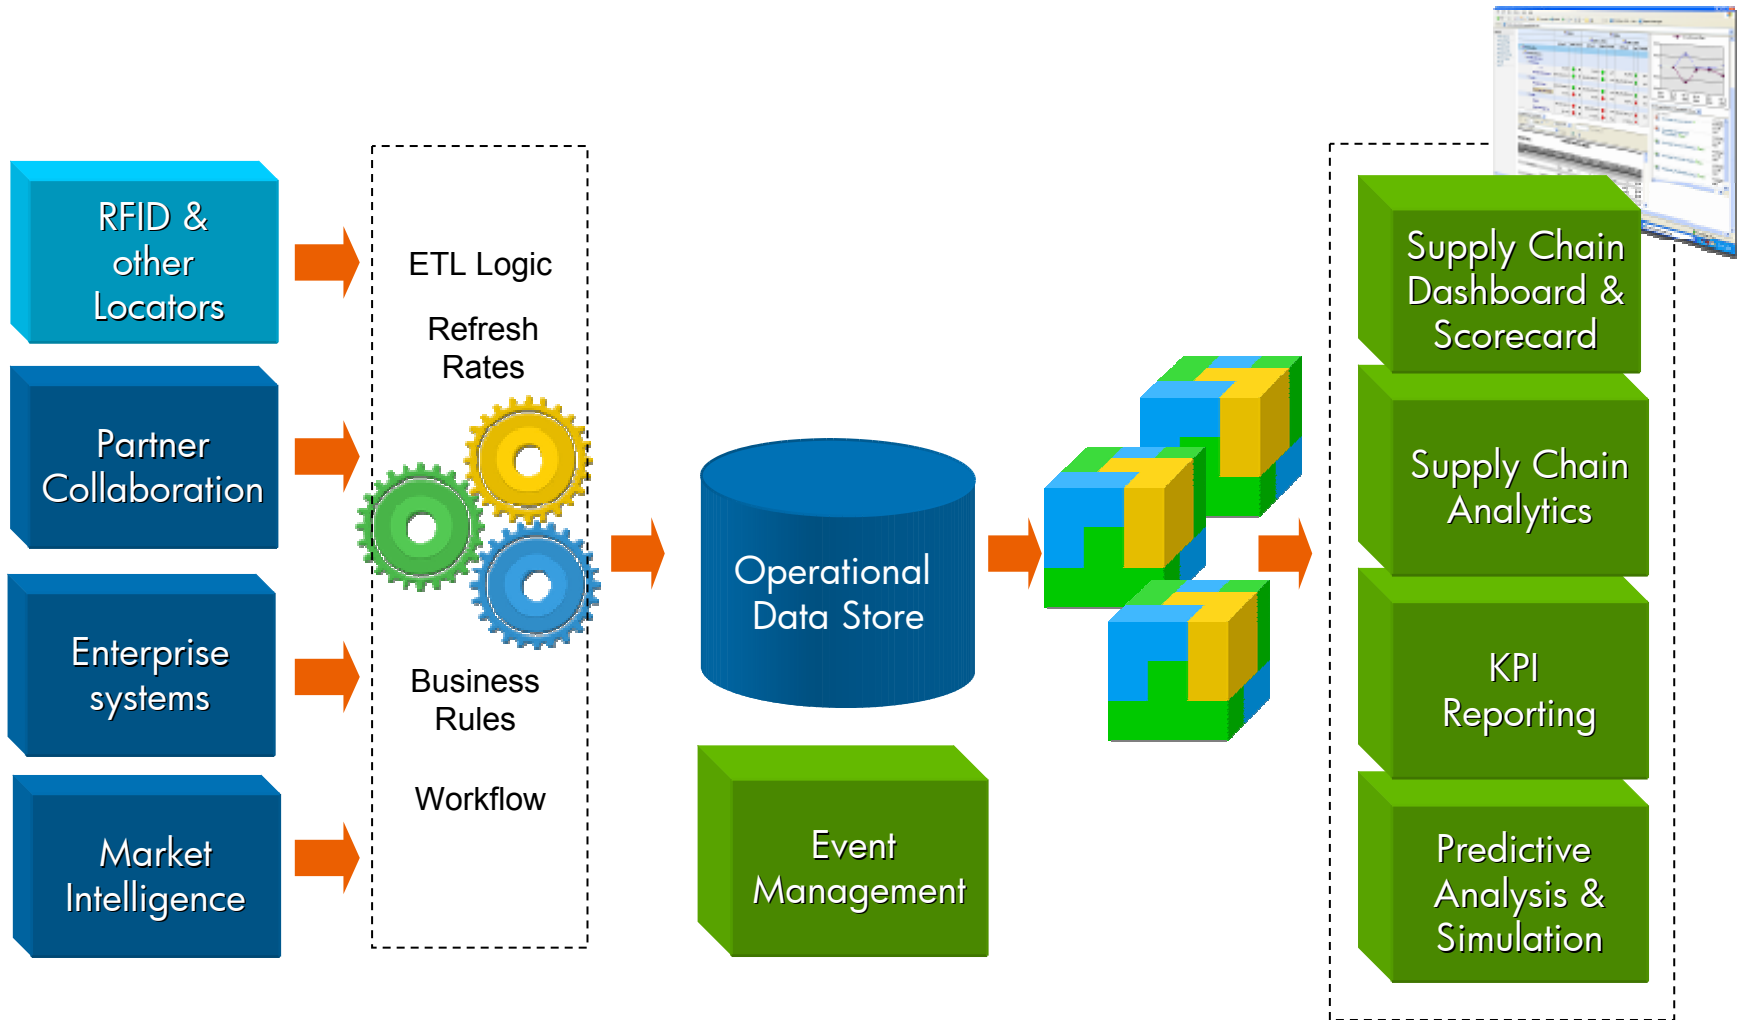 RFID &
other
Locators
Partner
Collaboration
Enterprise
systems
Market
Intelligence
ETL Logic
Refresh
Rates
Business
Rules
Workflow
Operational
Data Store
Event
Management
Supply Chain
Dashboard &
Scorecard
Supply Chain
Analytics
KPI
Reporting
Predictive
Analysis &
Simulation